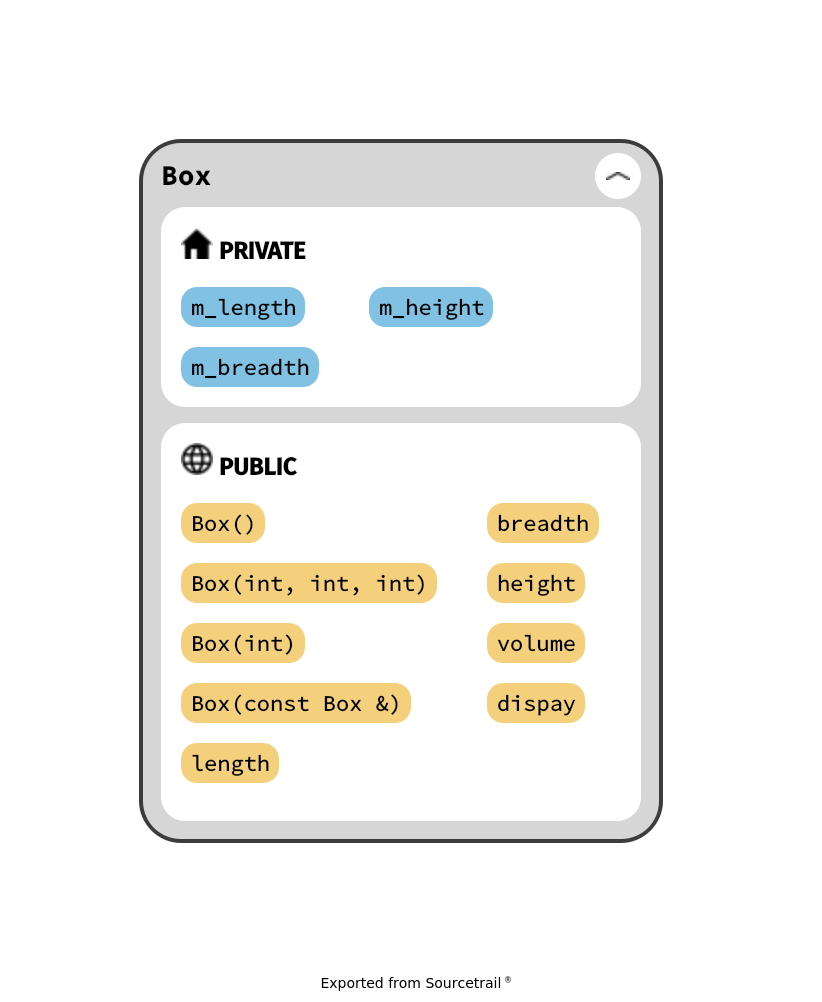 Box
PRIVATE
m_length
m_height
m_breadth
PUBLIC
Box()
breadth
Box(int, int, int)
height
Box(int)
volume
Box(const Box &)
dispay
length
Exported from Sourcetrail ®